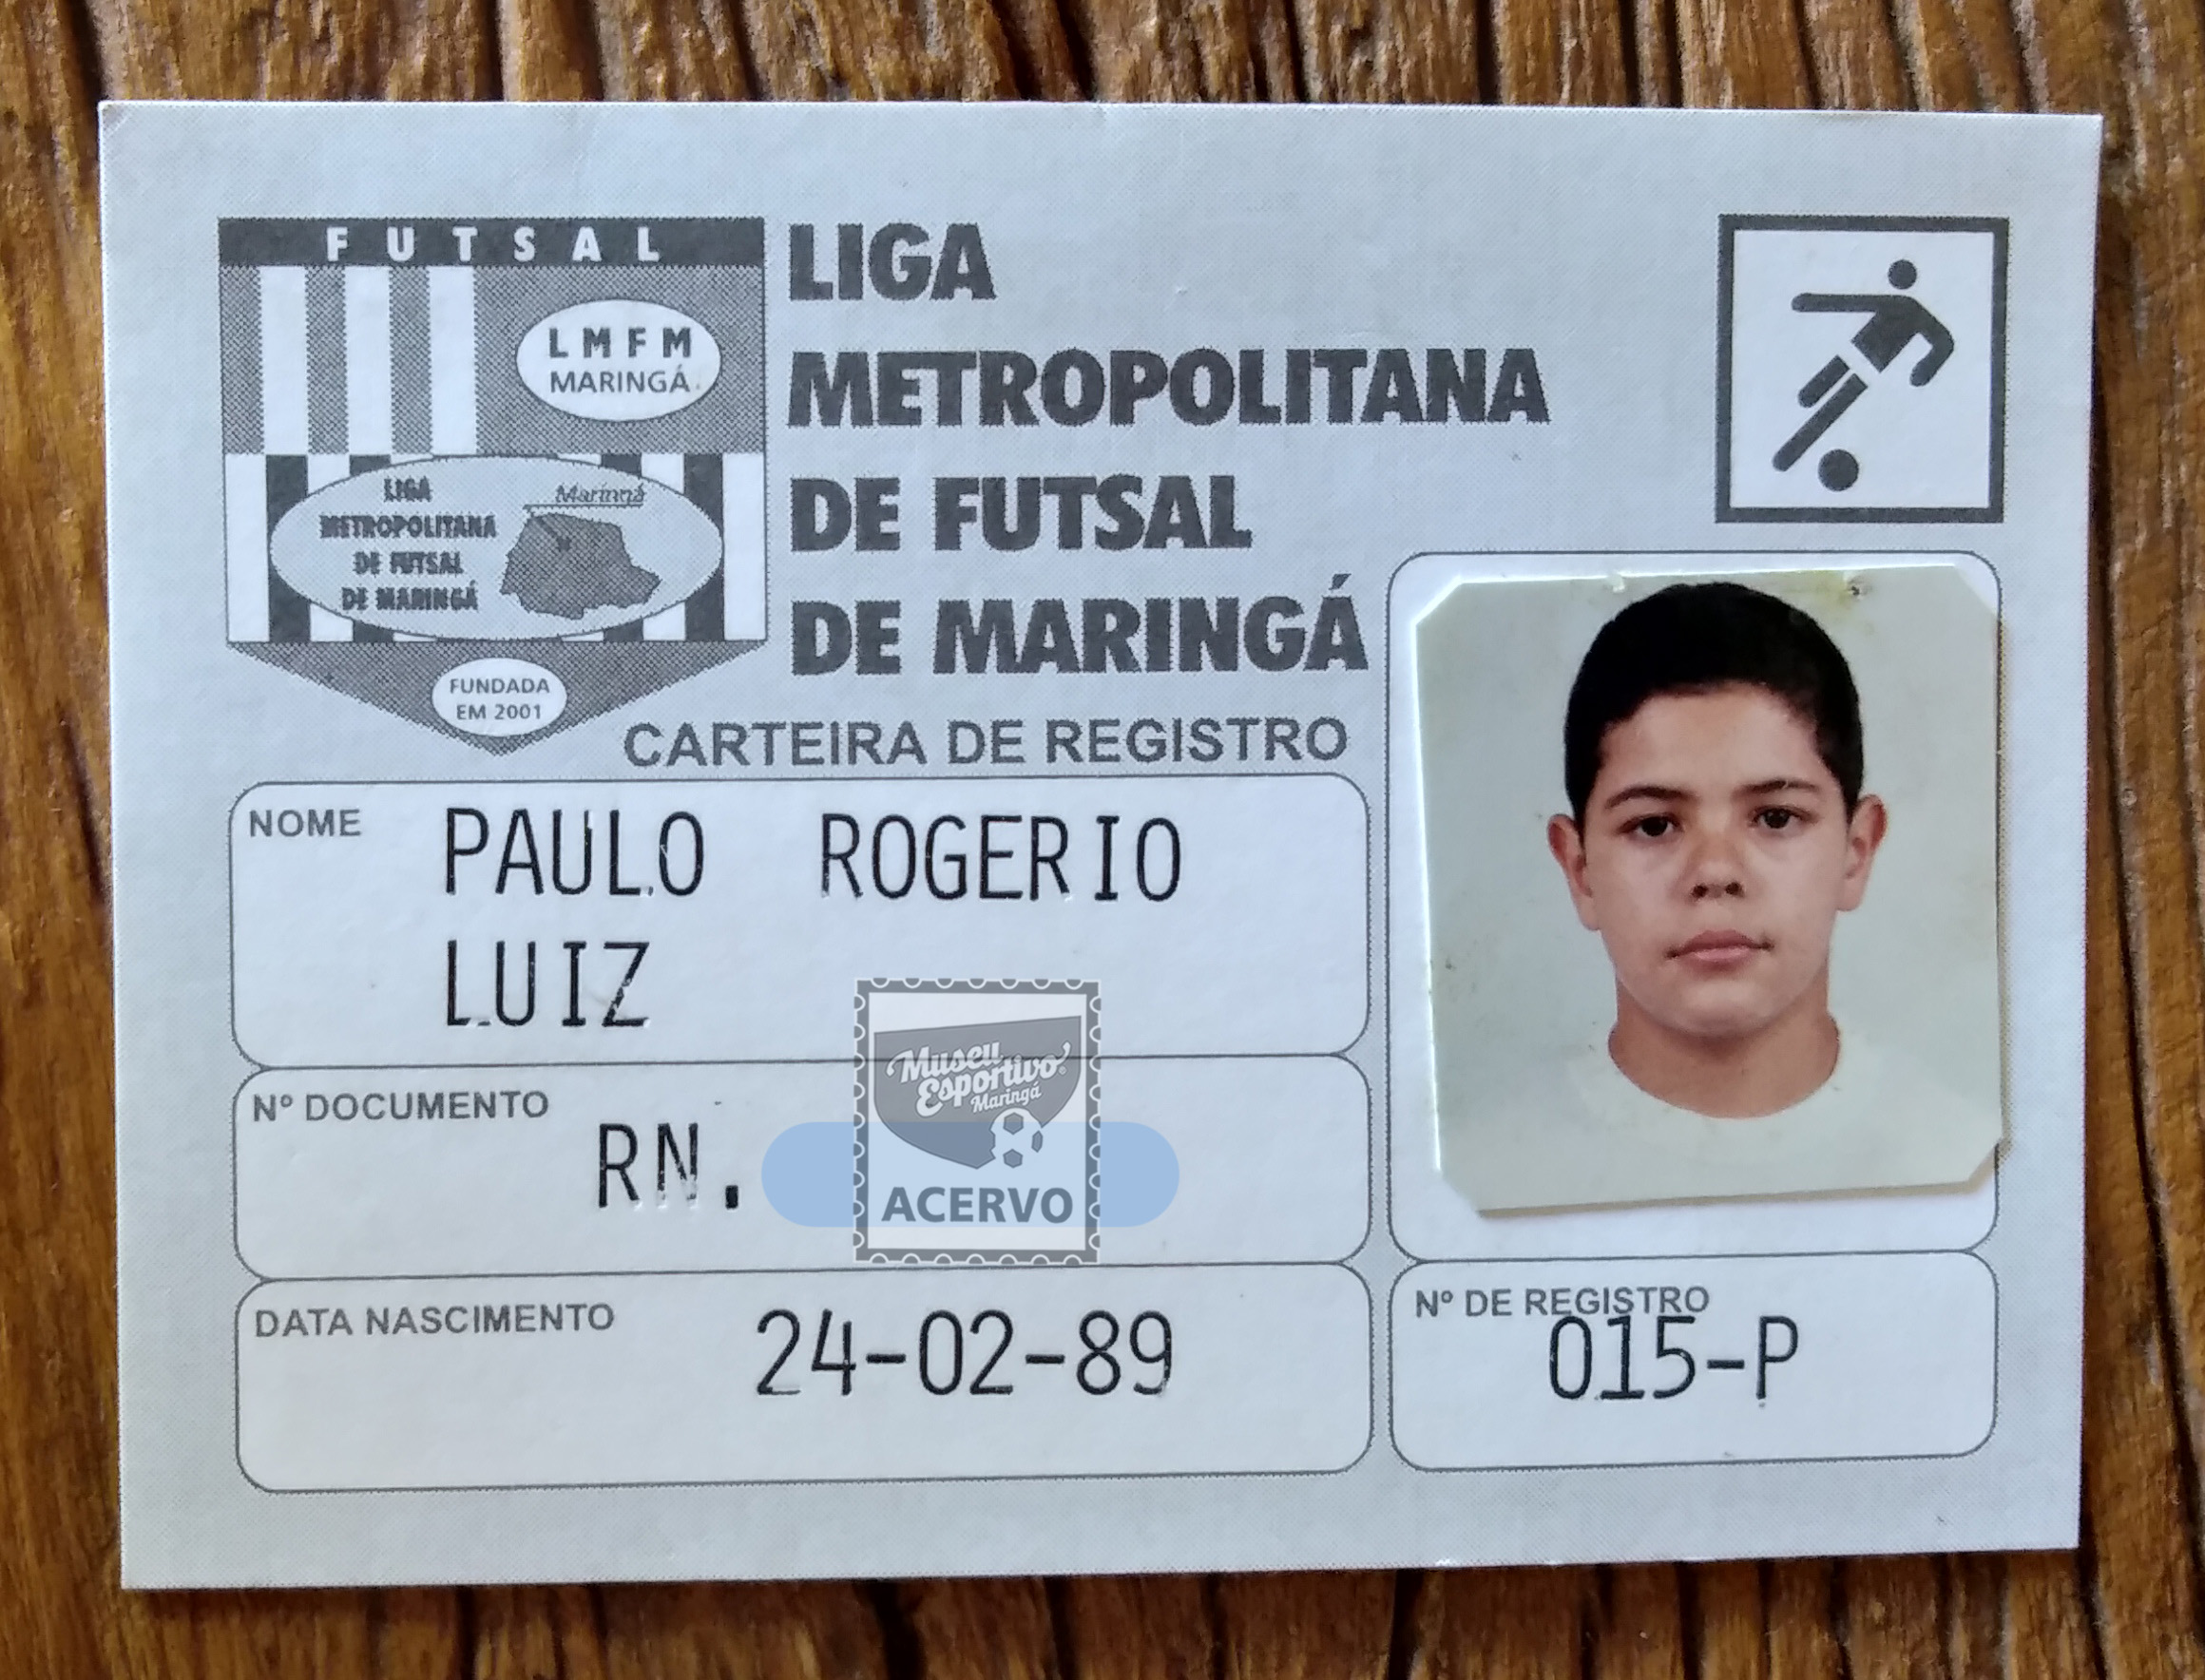 FUTSAL
LMFM
MARINGÁ
LIGA
METROPOLITANA
DE FUTSAL
DE MARINGÁ
Maringá
FUNDADA
EM 2001
LIGA
METROPOLITANA
DE FUTSAL
DE MARINGÁ
CARTEIRA DE REGISTRO
NOME PAULO ROGERIO
LUIZ
Nº DOCUMENTO
RN.
Museu
Esportivo
Maringá
ACERVO
DATA NASCIMENTO 24-02-89
Nº DE REGISTRO
015-P